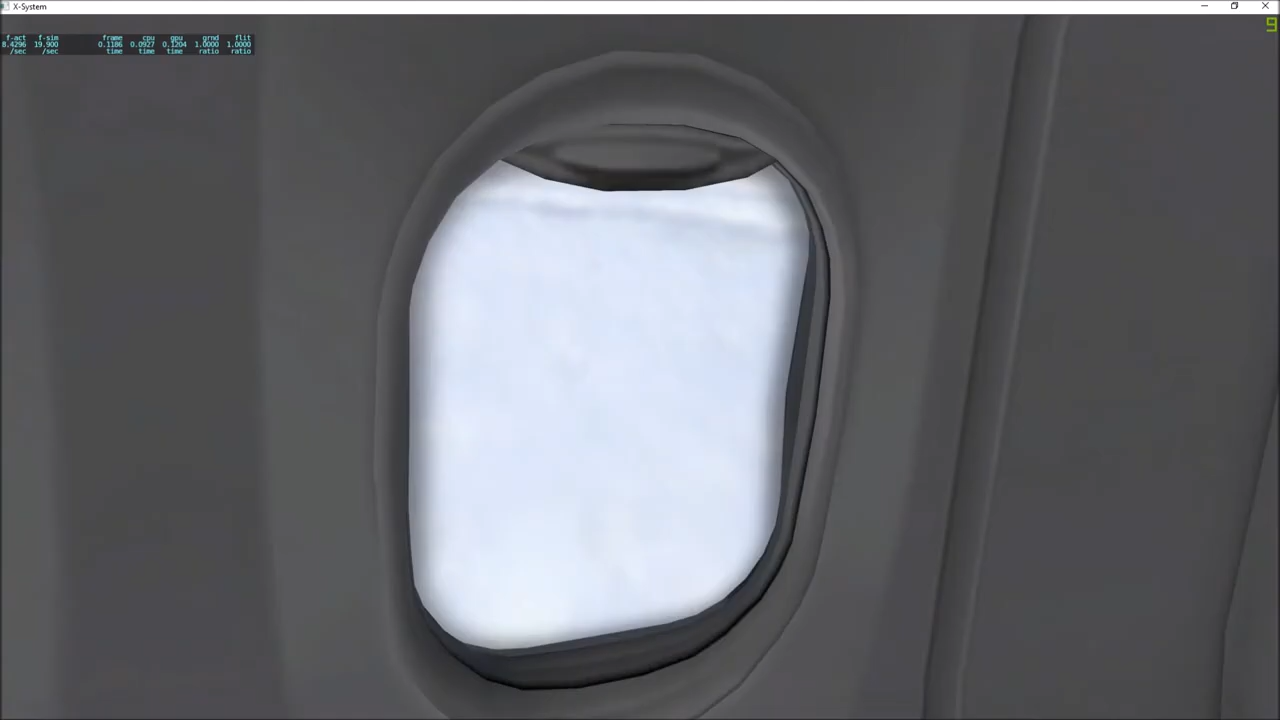 X-System
9
f-act f-sim frame cpu gpu grnd flit
8.4296 19.900 0.1186 0.0927 0.1204 1.0000 1.0000
/sec /sec time time time ratio ratio